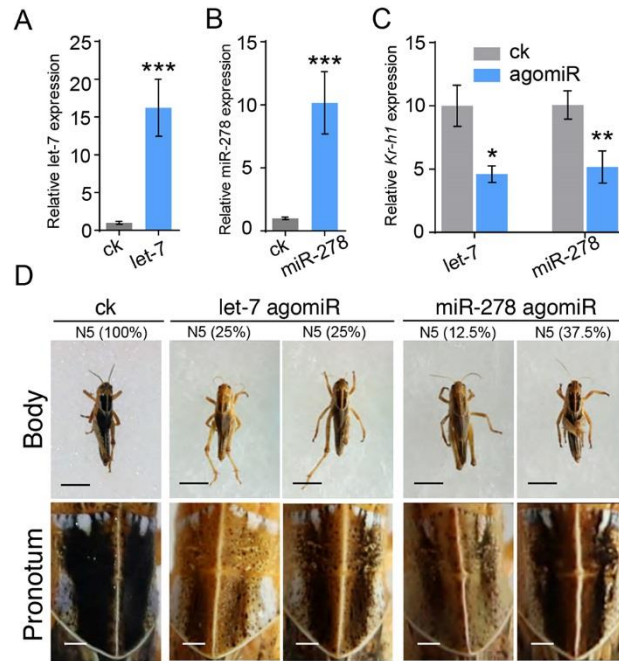 A
Relative let-7 expression
25
20
15
10
5
0
***
ck
let-7
B
Relative miR-278 expression
15
10
5
0
***
ck
miR-278
C
Relative Kr-h1 expression
15
10
5
0
ck
agomiR
*
**
let-7
miR-278
D
ck
let-7 agomiR
miR-278 agomiR
N5 (100%)
N5 (25%)
N5 (25%)
N5 (12.5%)
N5 (37.5%)
Body
Pronotum